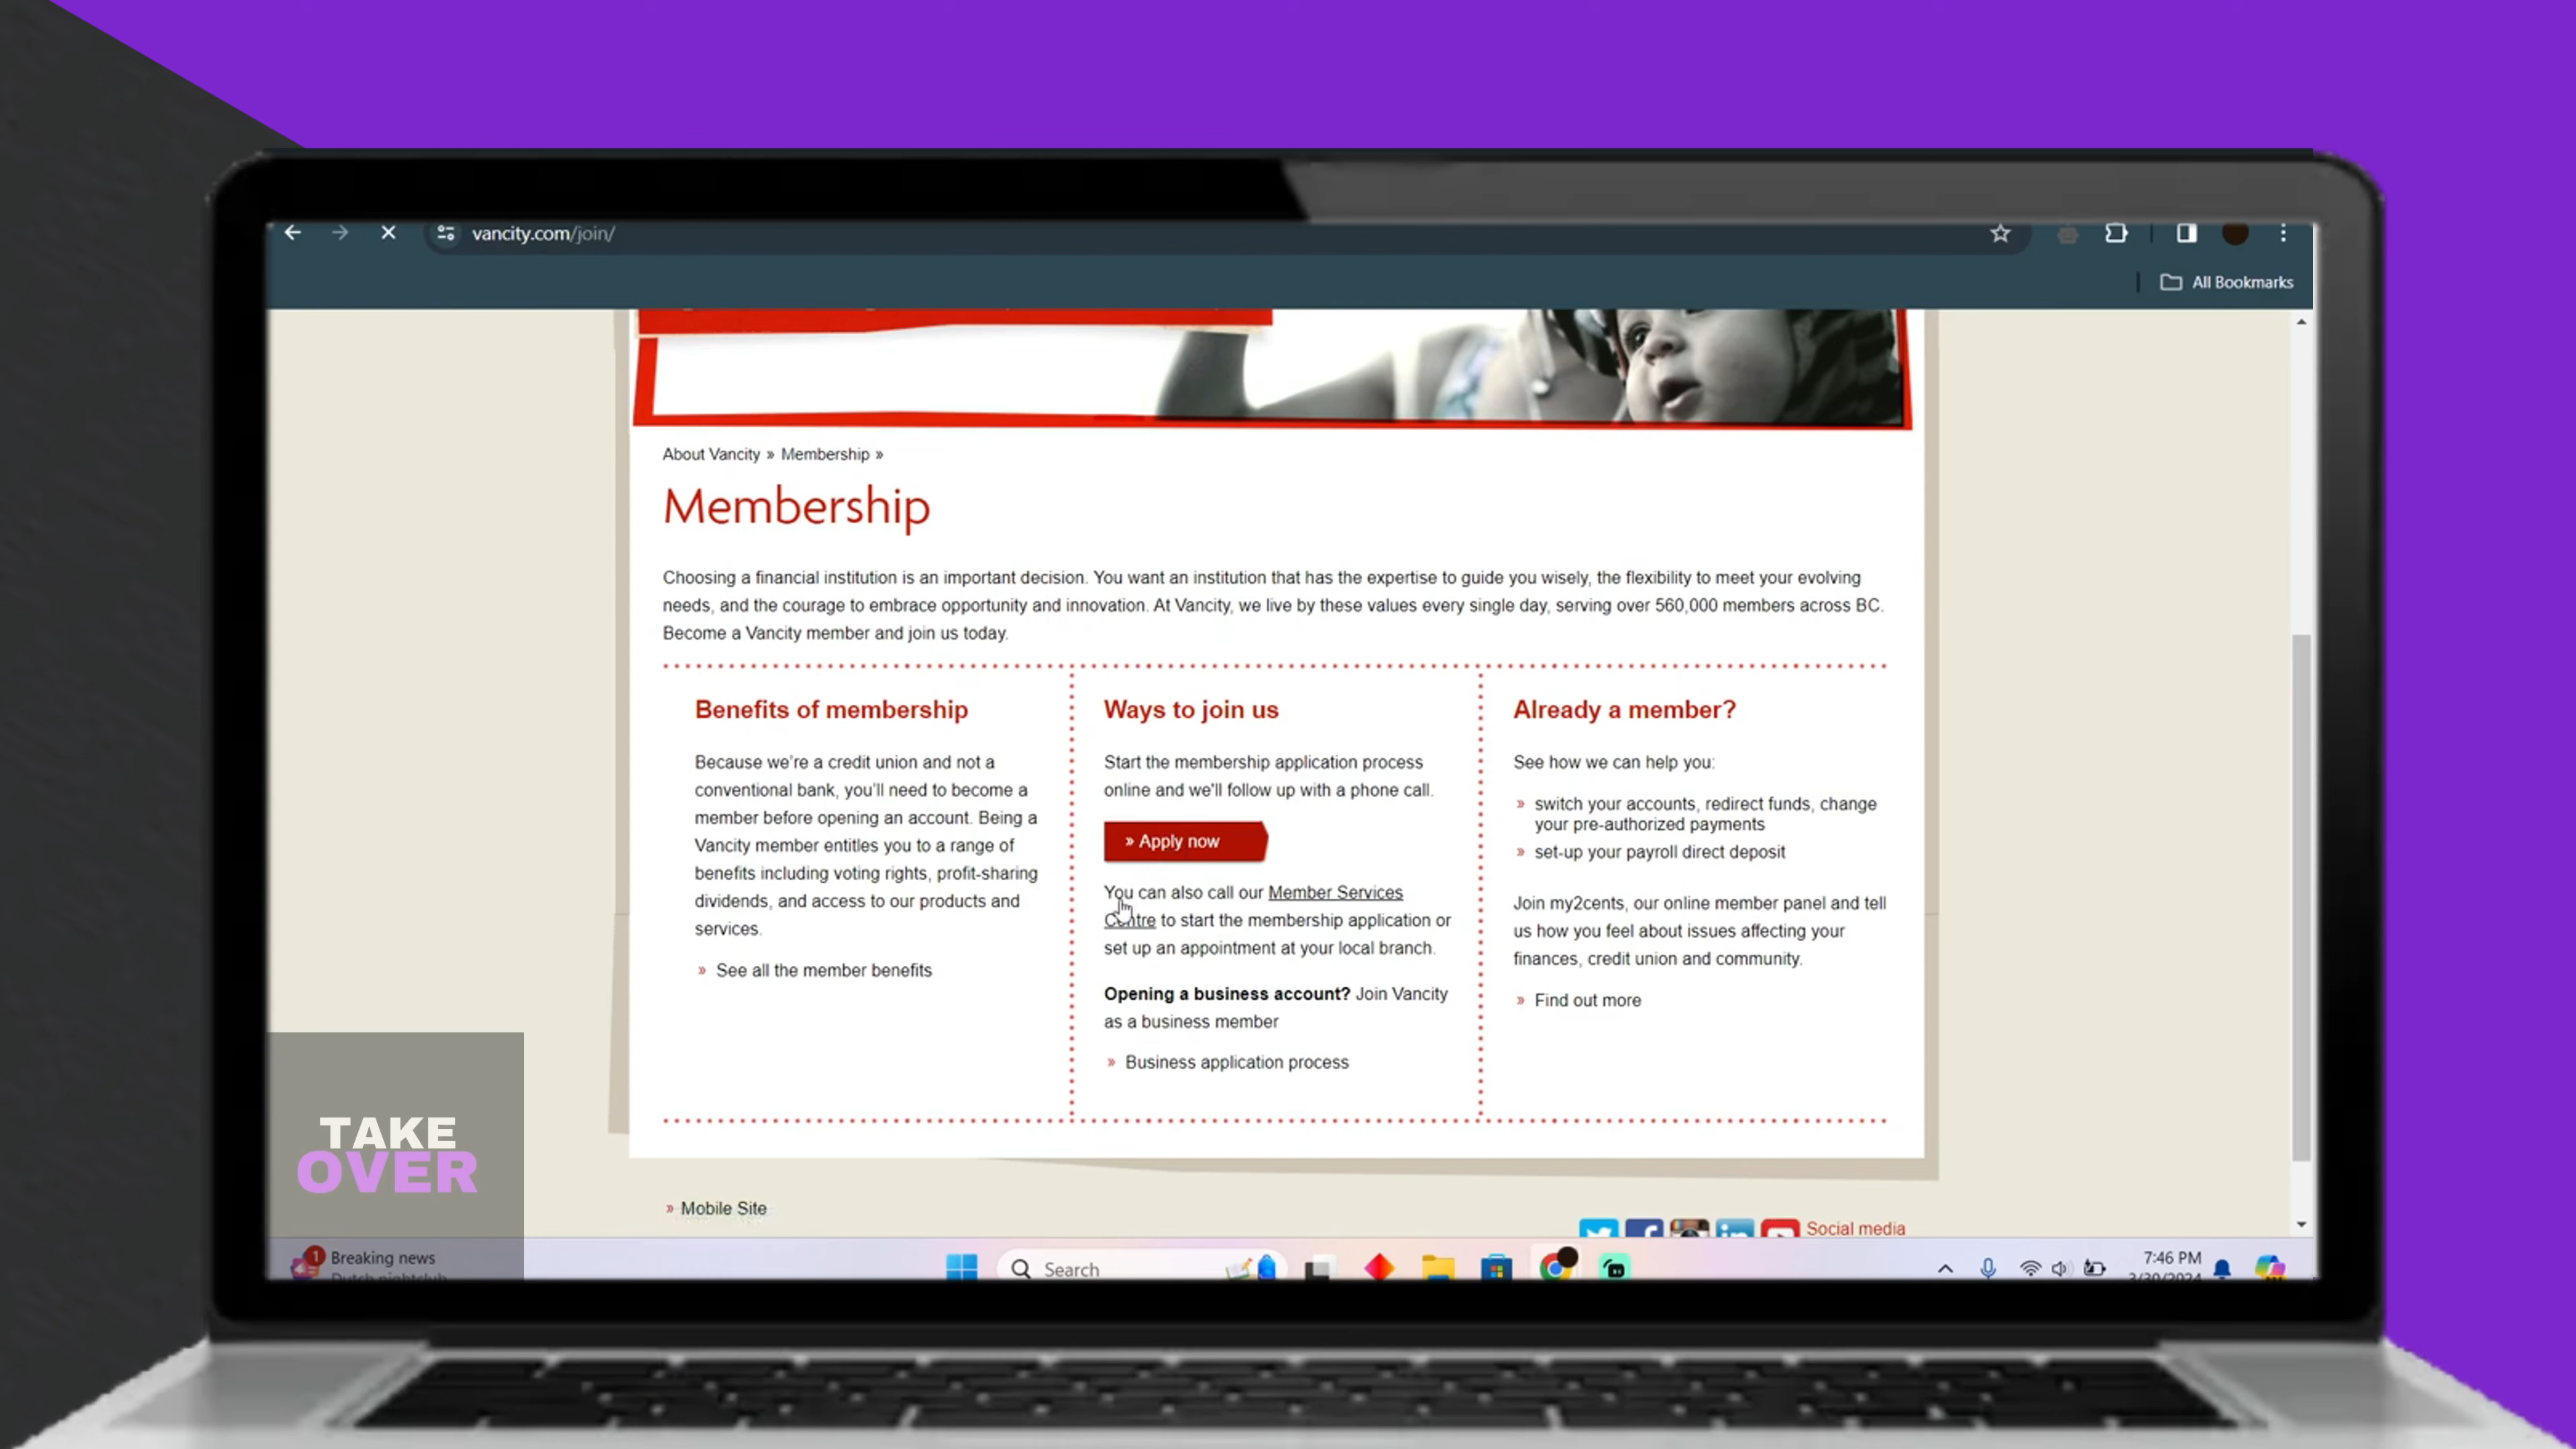 vancity.com/join/
All Bookmarks
About Vancity » Membership »
Membership
Choosing a financial institution is an important decision. You want an institution that has the expertise to guide you wisely, the flexibility to meet your evolving
needs, and the courage to embrace opportunity and innovation. At Vancity, we live by these values every single day, serving over 560,000 members across BC.
Become a Vancity member and join us today.
Benefits of membership
Because we're a credit union and not a
conventional bank, you'll need to become a
member before opening an account. Being a
Vancity member entitles you to a range of
benefits including voting rights, profit-sharing
dividends, and access to our products and
services.
» See all the member benefits
Ways to join us
Start the membership application process
online and we'll follow up with a phone call.
» Apply now
You can also call our Member Services
Centre to start the membership application or
set up an appointment at your local branch.
Opening a business account? Join Vancity
as a business member
» Business application process
Already a member?
See how we can help you:
» switch your accounts, redirect funds, change
your pre-authorized payments
» set-up your payroll direct deposit
Join my2cents, our online member panel and tell
us how you feel about issues affecting your
finances, credit union and community.
» Find out more
TAKE
OVER
» Mobile Site
Social media
1
Breaking news
Dutch nightclub
Search
7:46 PM
3/30/2024